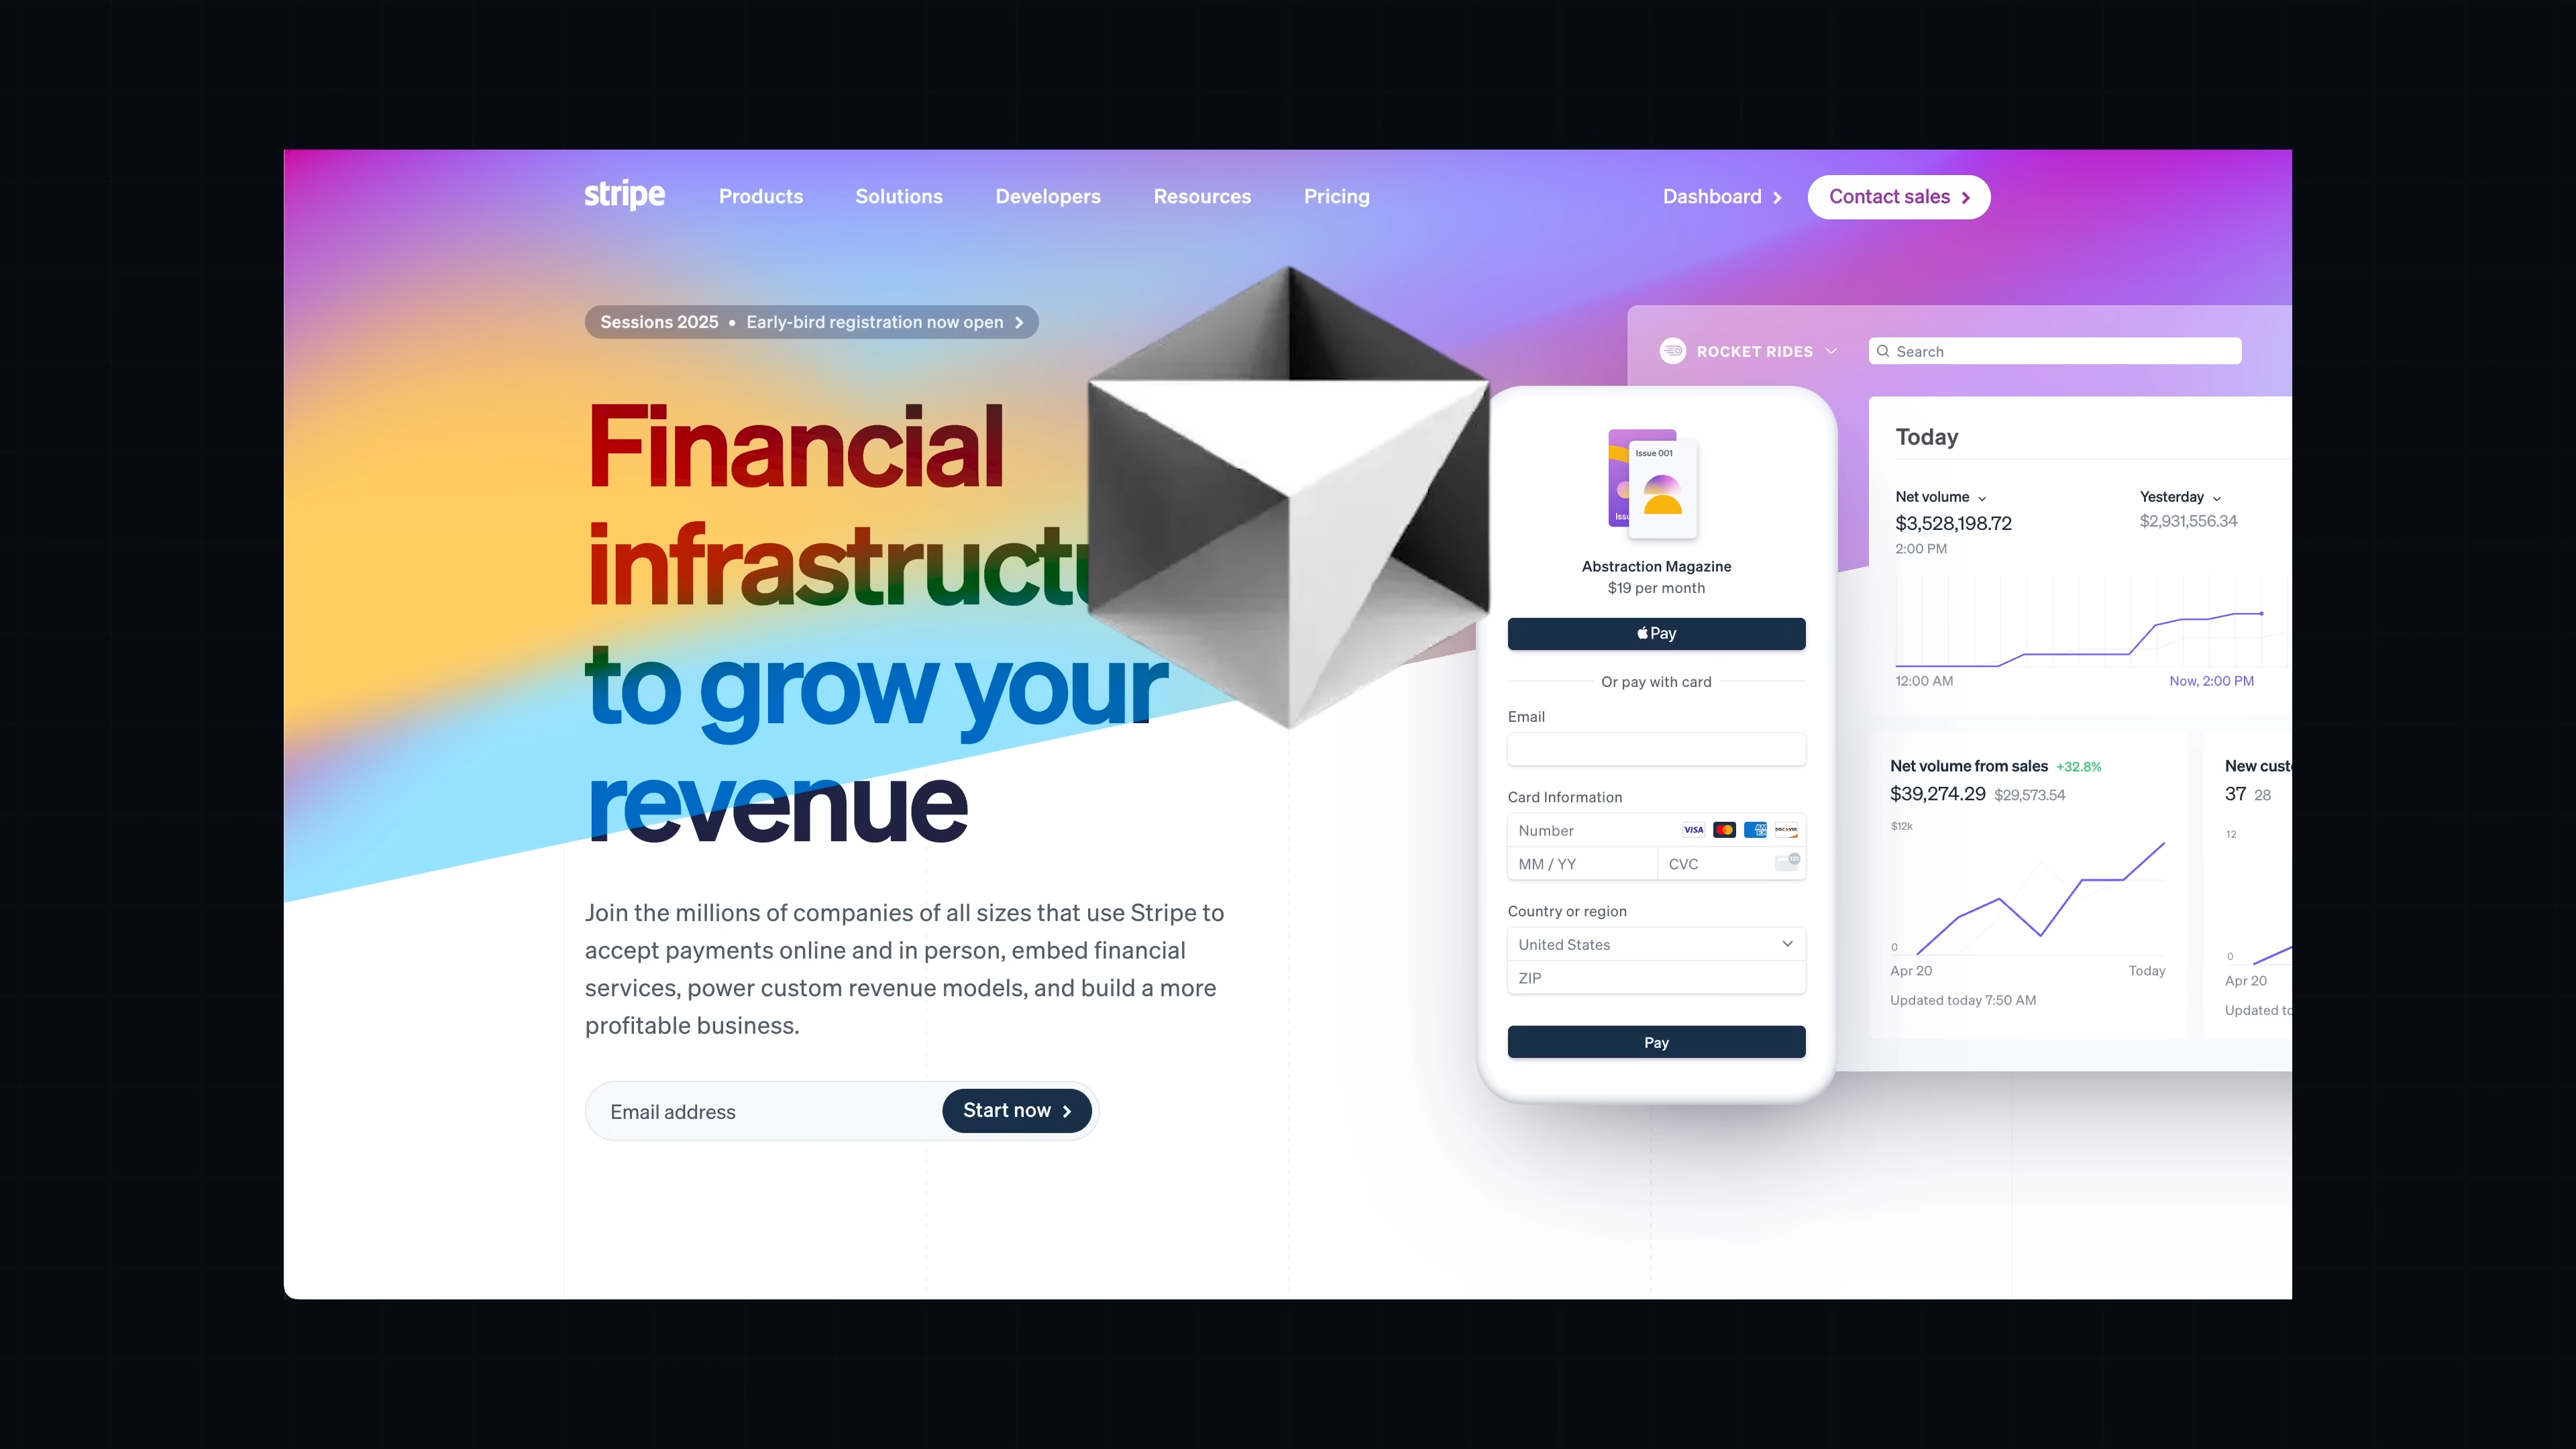 stripe
Products
Solutions
Developers
Resources
Pricing
Dashboard
Contact sales
Sessions 2025 • Early-bird registration now open
Financial
to grow your
revenue
Join the millions of companies of all sizes that use Stripe to
accept payments online and in person, embed financial
services, power custom revenue models, and build a more
profitable business.
Email address
Start now
ROCKET RIDES
Search
Issue 001
Abstraction Magazine
$19 per month
Pay
Or pay with card
Email
Card Information
Number
VISA
DISCOVER
MM / YY
CVC
Country or region
United States
ZIP
Pay
Today
Net volume
$3,528,198.72
2:00 PM
Yesterday
$2,931,556.34
12:00 AM
Now, 2:00 PM
Net volume from sales +32.8%
$39,274.29 $29,573.54
$12k
0
Apr 20
Today
Updated today 7:50 AM
New
37 28
12
0
Apr 20
Updated